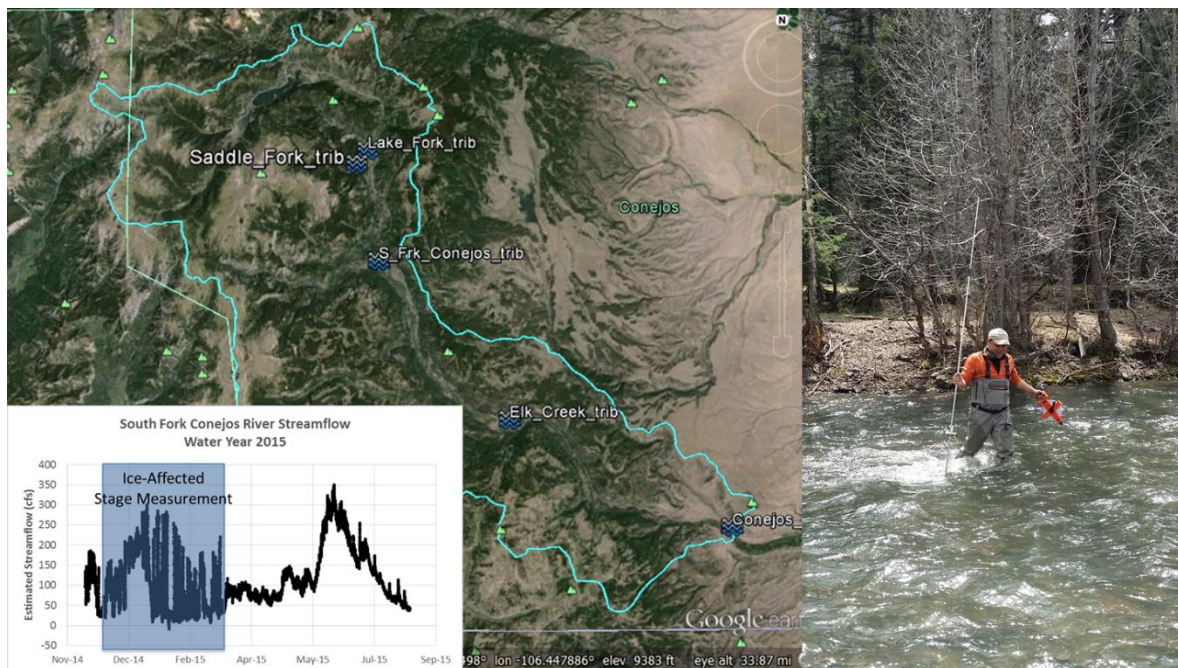 N
Lake_Fork_trib
Saddle_Fork_trib
Conejos
S_Frk_Conejos_trib
Elk_Creek_trib
Conejos_
South Fork Conejos River Streamflow
Water Year 2015
Ice-Affected
Stage Measurement
Estimated Streamflow (cfs)
400
350
300
250
200
150
100
50
0
-50
Nov-14 Dec-14 Feb-15 Apr-15 May-15 Jul-15 Sep-15
Google eart
498° lon -106.447886° elev 9383 ft eye alt 33.87 mi